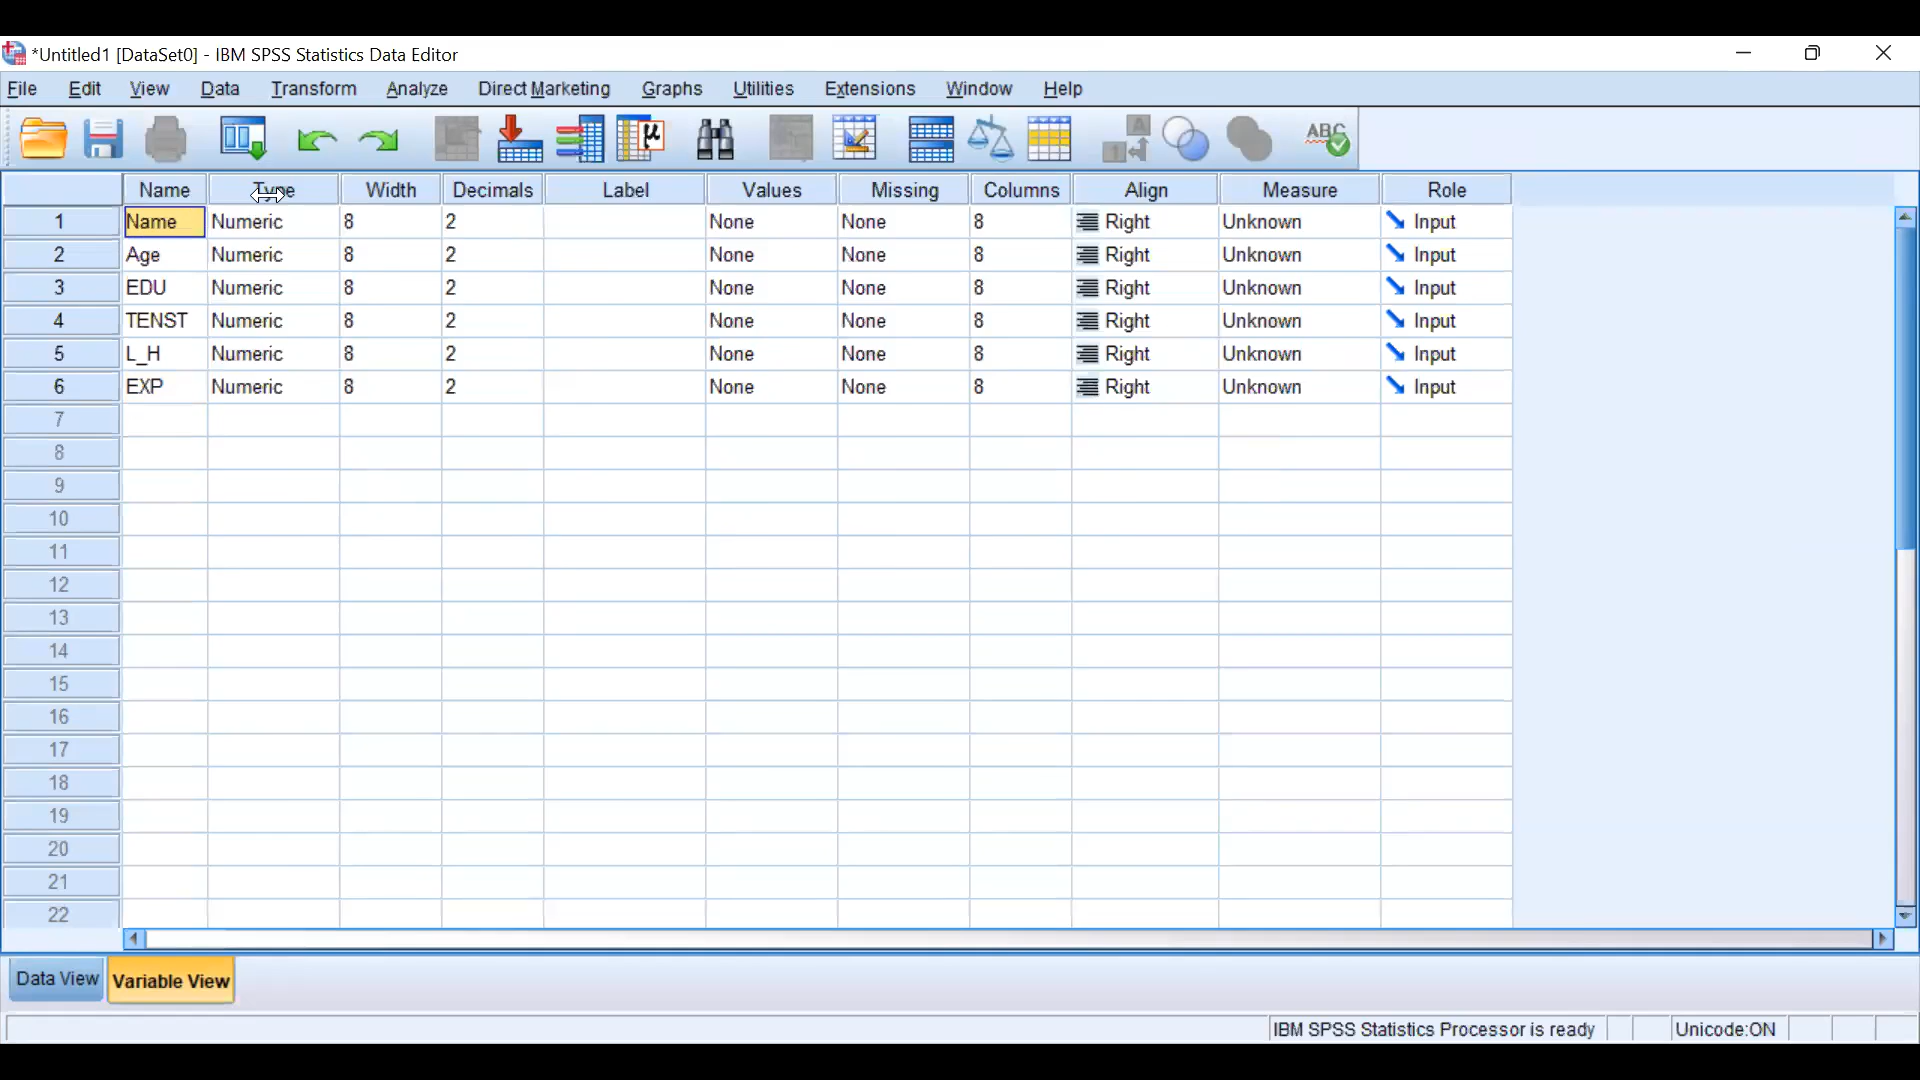 *Untitled1 [DataSet0] - IBM SPSS Statistics Data Editor
File Edit View Data Transform Analyze Direct Marketing Graphs Utilities Extensions Window Help
μ A a ABC
Name Type Width Decimals Label Values Missing Columns Align Measure Role
1 Name Numeric 8 2 None None 8 Right Unknown Input
2 Age Numeric 8 2 None None 8 Right Unknown Input
3 EDU Numeric 8 2 None None 8 Right Unknown Input
4 TENST Numeric 8 2 None None 8 Right Unknown Input
5 L_H Numeric 8 2 None None 8 Right Unknown Input
6 EXP Numeric 8 2 None None 8 Right Unknown Input
7
8
9
10
11
12
13
14
15
16
17
18
19
20
21
22
Data View Variable View
IBM SPSS Statistics Processor is ready Unicode:ON